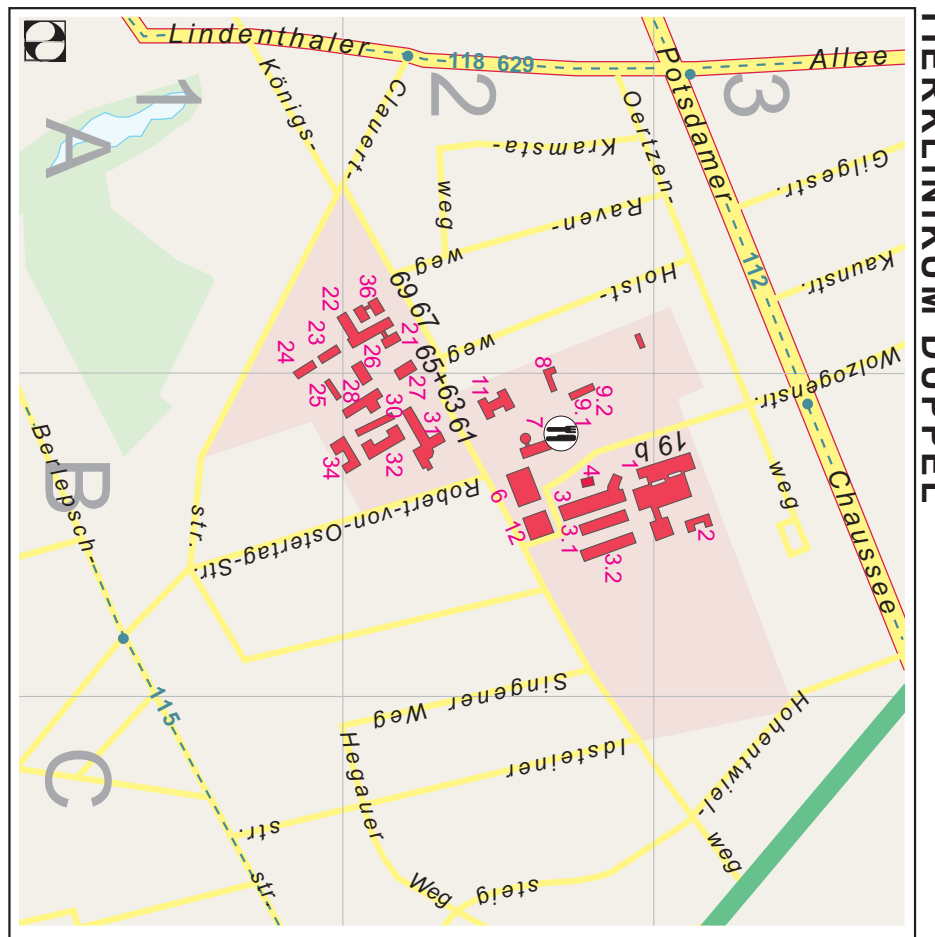 TIERKLINIKUM DÜPPEL
Lindenthaler
118 629
Allee
Potsdamer
112
Chaussee
1
2
3
A
B
C
Königs-
Clauert-
str.
Kramsta-
weg
Oertzen-
weg
Raven-
weg
Holst-
weg
Gilgestr.
Kaunstr.
Wolzogenstr.
69 67
65+63 61
19 b
36
22
21
23
24
26
27
25
28
30
31
32
34
8
9.2
9.1
11
7
6
12
4
1
2
3
3.1
3.2
Robert-von-Ostertag-Str.
Berlepsch-
str.
115
Singener Weg
Idsteiner
str.
Hegauer
Weg
Hohentwiel-
steig
weg